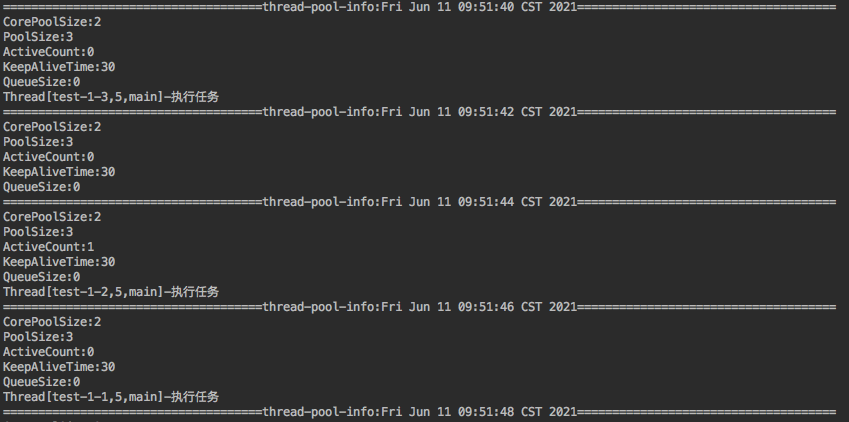 =====================================thread-pool-info:Fri Jun 11 09:51:40 CST 2021=====================================
CorePoolSize:2
PoolSize:3
ActiveCount:0
KeepAliveTime:30
QueueSize:0
Thread[test-1-3,5,main]-执行任务
=====================================thread-pool-info:Fri Jun 11 09:51:42 CST 2021=====================================
CorePoolSize:2
PoolSize:3
ActiveCount:0
KeepAliveTime:30
QueueSize:0
=====================================thread-pool-info:Fri Jun 11 09:51:44 CST 2021=====================================
CorePoolSize:2
PoolSize:3
ActiveCount:1
KeepAliveTime:30
QueueSize:0
Thread[test-1-2,5,main]-执行任务
=====================================thread-pool-info:Fri Jun 11 09:51:46 CST 2021=====================================
CorePoolSize:2
PoolSize:3
ActiveCount:0
KeepAliveTime:30
QueueSize:0
Thread[test-1-1,5,main]-执行任务
=====================================thread-pool-info:Fri Jun 11 09:51:48 CST 2021=====================================